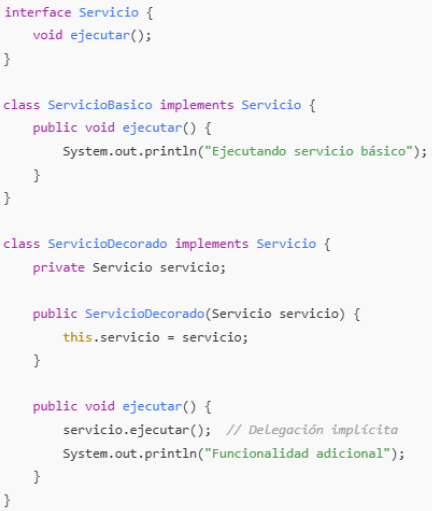 interface Servicio {
    void ejecutar();
}

class ServicioBasico implements Servicio {
    public void ejecutar() {
        System.out.println("Ejecutando servicio básico");
    }
}

class ServicioDecorado implements Servicio {
    private Servicio servicio;

    public ServicioDecorado(Servicio servicio) {
        this.servicio = servicio;
    }

    public void ejecutar() {
        servicio.ejecutar();  // Delegación implícita
        System.out.println("Funcionalidad adicional");
    }
}